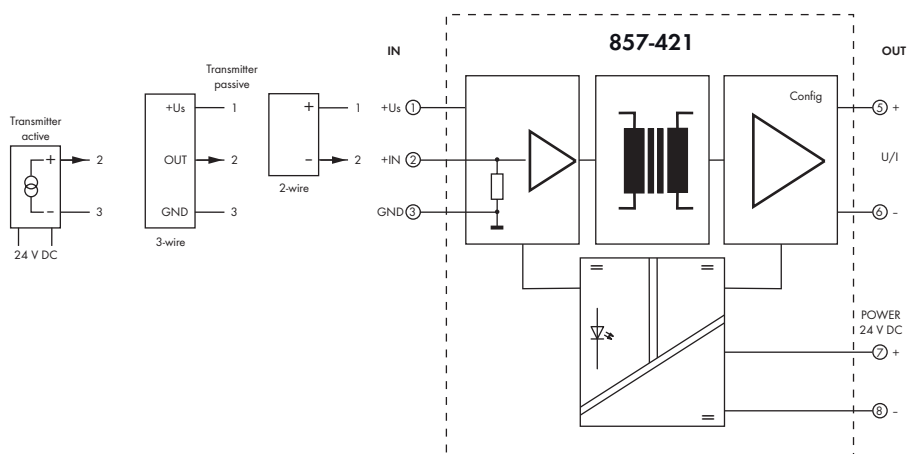 857-421
IN
OUT
Transmitter
passive
Config
+Us 1
+ 1
+Us 1
5 +
Transmitter
active
+ 2
OUT 2
- 2
+IN 2
U/I
2-wire
- 3
GND 3
GND 3
6 -
3-wire
24 V DC
POWER
24 V DC
7 +
8 -